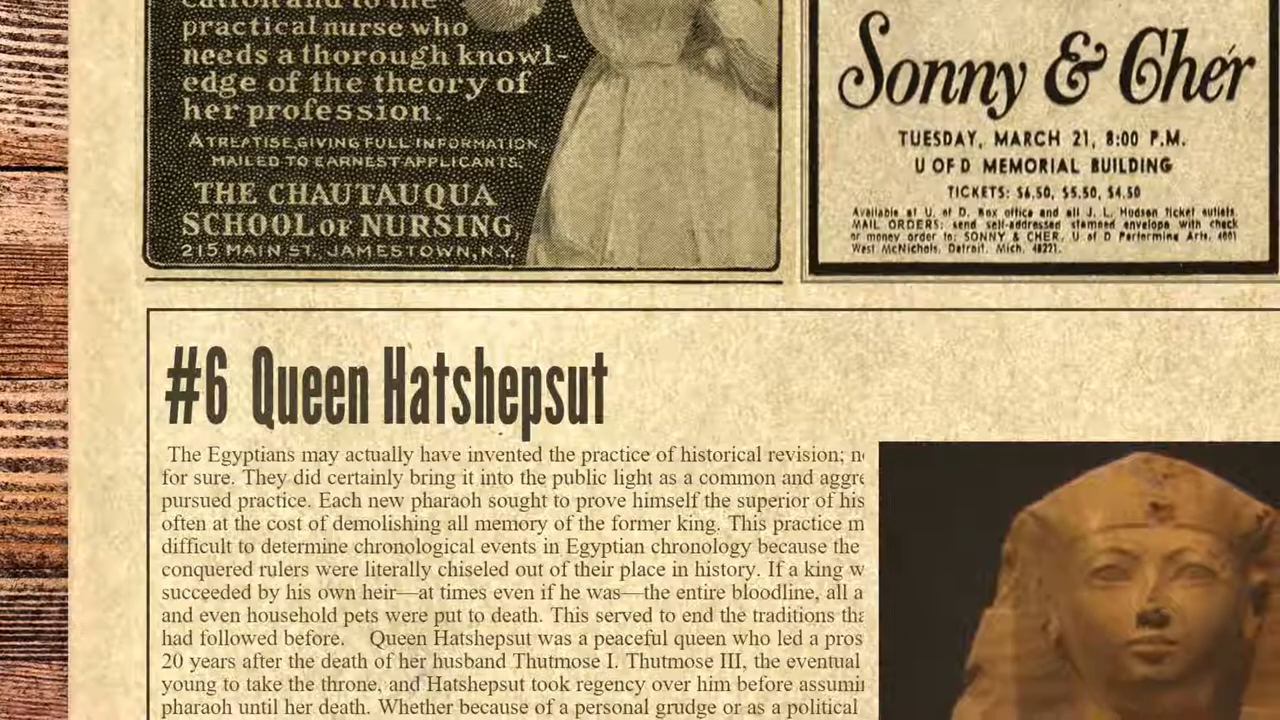 practical nurse who
needs a thorough knowl-
edge of the theory of
her profession.
A TREATISE, GIVING FULL INFORMATION
MAILED TO EARNEST APPLICANTS.
THE CHAUTAUQUA
SCHOOL OF NURSING,
215 MAIN ST. JAMESTOWN, N.Y.
Sonny & Chér
TUESDAY, MARCH 21, 8:00 P.M.
U OF D MEMORIAL BUILDING
TICKETS: $6.50, $5.50, $4.50
Available at U. of D. Box office and all J. L. Hudson ticket outlets.
MAIL ORDERS: send self-addressed stamped envelope with check
or money order to: SONNY & CHER, U of D Performing Arts, 4001
West McNichols, Detroit, Mich. 48221.
#6 Queen Hatshepsut
The Egyptians may actually have invented the practice of historical revision;
for sure. They did certainly bring it into the public light as a common and
pursued practice. Each new pharaoh sought to prove himself the superior of his
often at the cost of demolishing all memory of the former king. This practice
difficult to determine chronological events in Egyptian chronology because the
conquered rulers were literally chiseled out of their place in history. If a king
succeeded by his own heir—at times even if he was—the entire bloodline, all
and even household pets were put to death. This served to end the traditions
had followed before. Queen Hatshepsut was a peaceful queen who led a
20 years after the death of her husband Thutmose I. Thutmose III, the eventual
young to take the throne, and Hatshepsut took regency over him before
pharaoh until her death. Whether because of a personal grudge or as a political